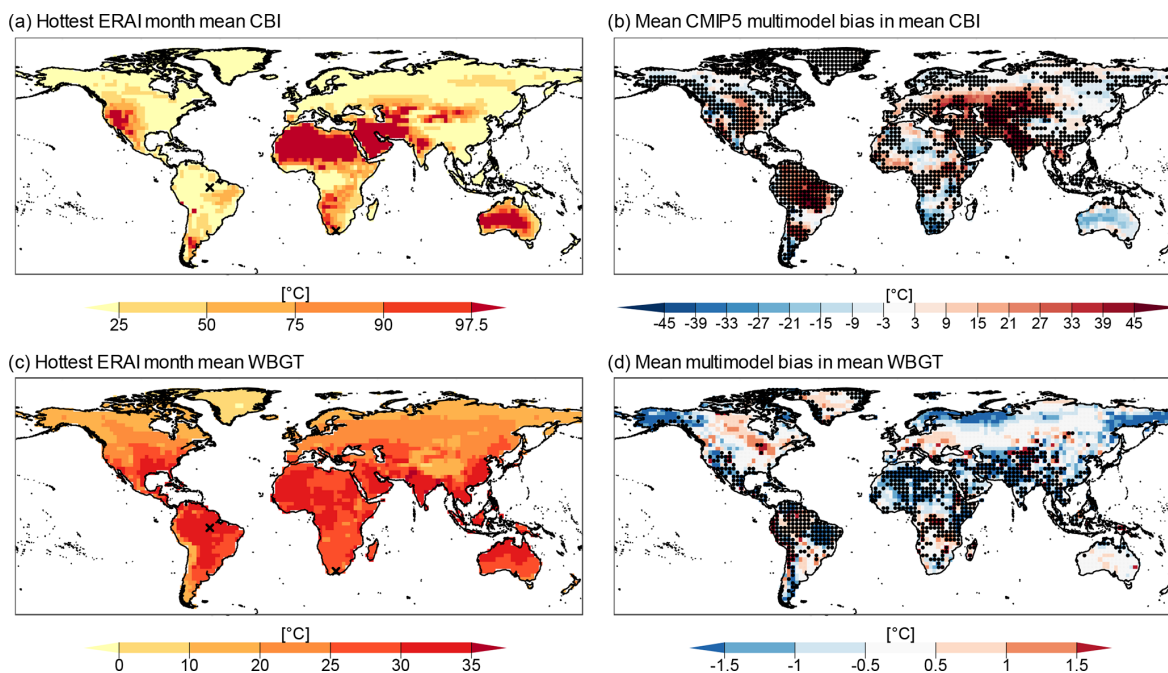 (a) Hottest ERAI month mean CBI
(b) Mean CMIP5 multimodel bias in mean CBI
[°C]
25 50 75 90 97.5
[°C]
-45 -39 -33 -27 -21 -15 -9 -3 3 9 15 21 27 33 39 45
(c) Hottest ERAI month mean WBGT
(d) Mean multimodel bias in mean WBGT
[°C]
0 10 20 25 30 35
[°C]
-1.5 -1 -0.5 0.5 1 1.5